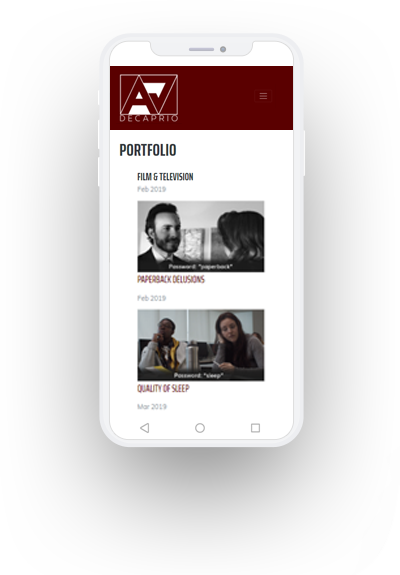 A7
DECAPRIO
PORTFOLIO
FILM & TELEVISION
Feb 2019
Password: "paperback"
PAPERBACK DELUSIONS
Feb 2019
Password: "sleep"
QUALITY OF SLEEP
Mar 2019